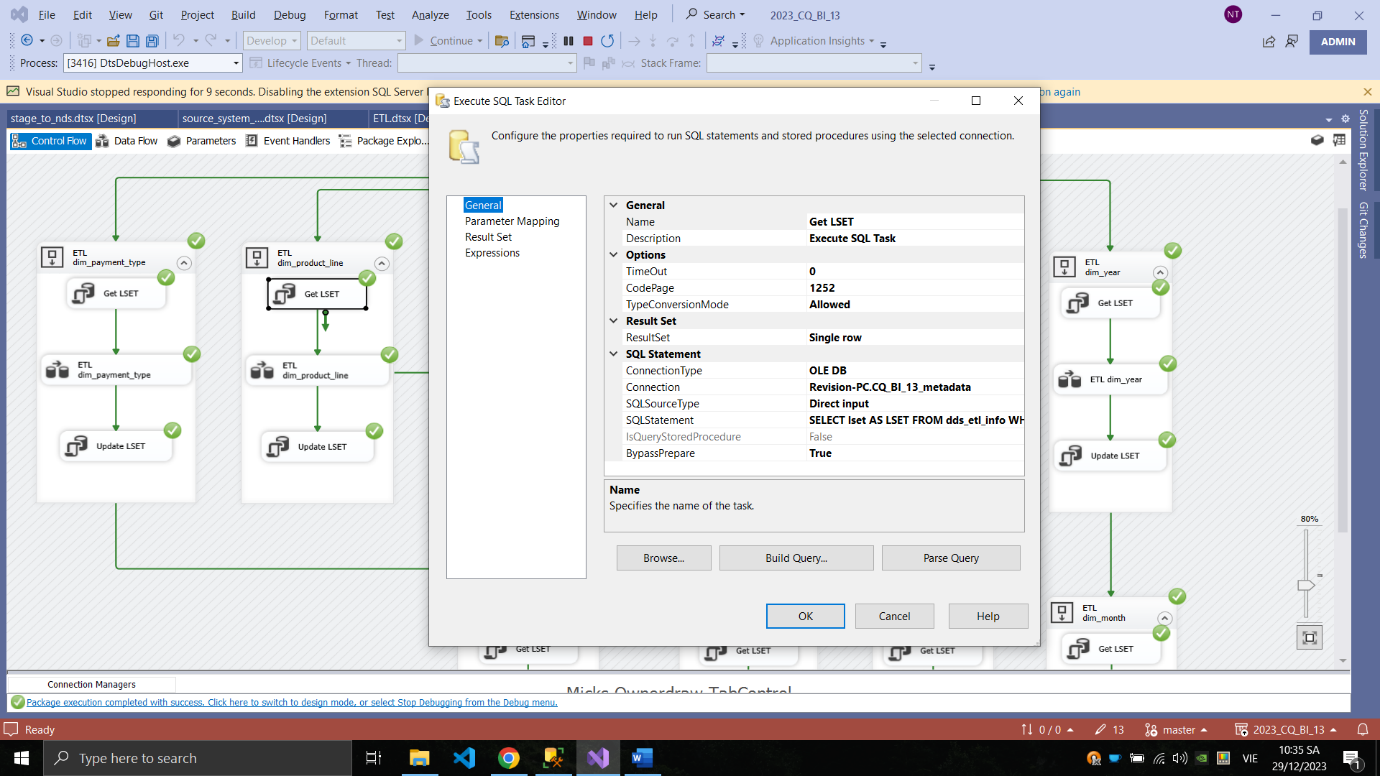 File Edit View Git Project Build Debug Format Test Analyze Tools Extensions Window Help Search 2023_CQ_BI_13 NT
Develop Default Continue Application Insights ADMIN
Process: [3416] DtsDebugHost.exe Lifecycle Events Thread: Stack Frame:
Visual Studio stopped responding for 9 seconds. Disabling the extension SQL Server on again
stage_to_nds.dtsx [Design] source_system_....dtsx [Design] ETL.dtsx [De
Control Flow Data Flow Parameters Event Handlers Package Explo...
Solution Explorer
Git Changes
ETL
dim_payment_type
Get LSET
ETL
dim_payment_type
Update LSET
ETL
dim_product_line
Get LSET
ETL
dim_product_line
Update LSET
Execute SQL Task Editor
Configure the properties required to run SQL statements and stored procedures using the selected connection.
General
Parameter Mapping
Result Set
Expressions
General
Name Get LSET
Description Execute SQL Task
Options
TimeOut 0
CodePage 1252
TypeConversionMode Allowed
Result Set
ResultSet Single row
SQL Statement
ConnectionType OLE DB
Connection Revision-PC.CQ_BI_13_metadata
SQLSourceType Direct input
SQLStatement SELECT lset AS LSET FROM dds_etl_info WH
IsQueryStoredProcedure False
BypassPrepare True
Name
Specifies the name of the task.
Browse... Build Query... Parse Query
OK Cancel Help
ETL
dim_year
Get LSET
ETL dim_year
Update LSET
80%
ETL
dim_month
Get LSET Get LSET Get LSET Get LSET
Connection Managers
Micks Ownerdraw TabControl
Package execution completed with success. Click here to switch to design mode, or select Stop Debugging from the Debug menu.
Ready 0 / 0 13 master 2023_CQ_BI_13
Type here to search VIE 10:35 SA
29/12/2023 1